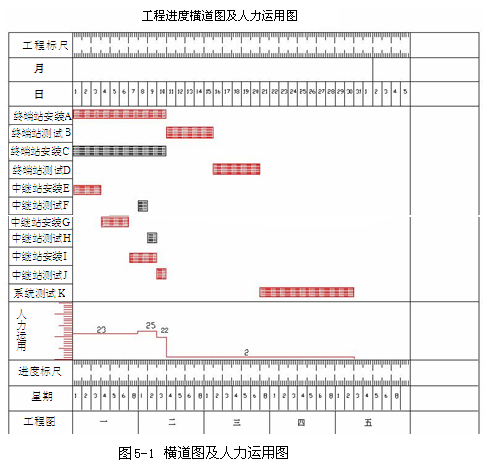 工程进度横道图及人力运用图
工程标尺
月
日 1 2 3 4 5 6 7 8 9 10 11 12 13 14 15 16 17 18 19 20 21 22 23 24 25 26 27 28 29 30 31 1 2 3 4 5
终端站安装A
终端站测试B
终端站安装C
终端站测试D
中继站安装E
中继站测试F
中继站安装G
中继站测试H
中继站安装I
中继站测试J
系统测试K
人力运用 23 25 22 2
进度标尺
星期 1 2 3 4 5 6 8 1 2 3 4 5 6 8 1 2 3 4 5 6 8 1 2 3 4 5 6 8 1 2 3 4 5 6 8
工程图 一 二 三 四 五
图5-1 横道图及人力运用图